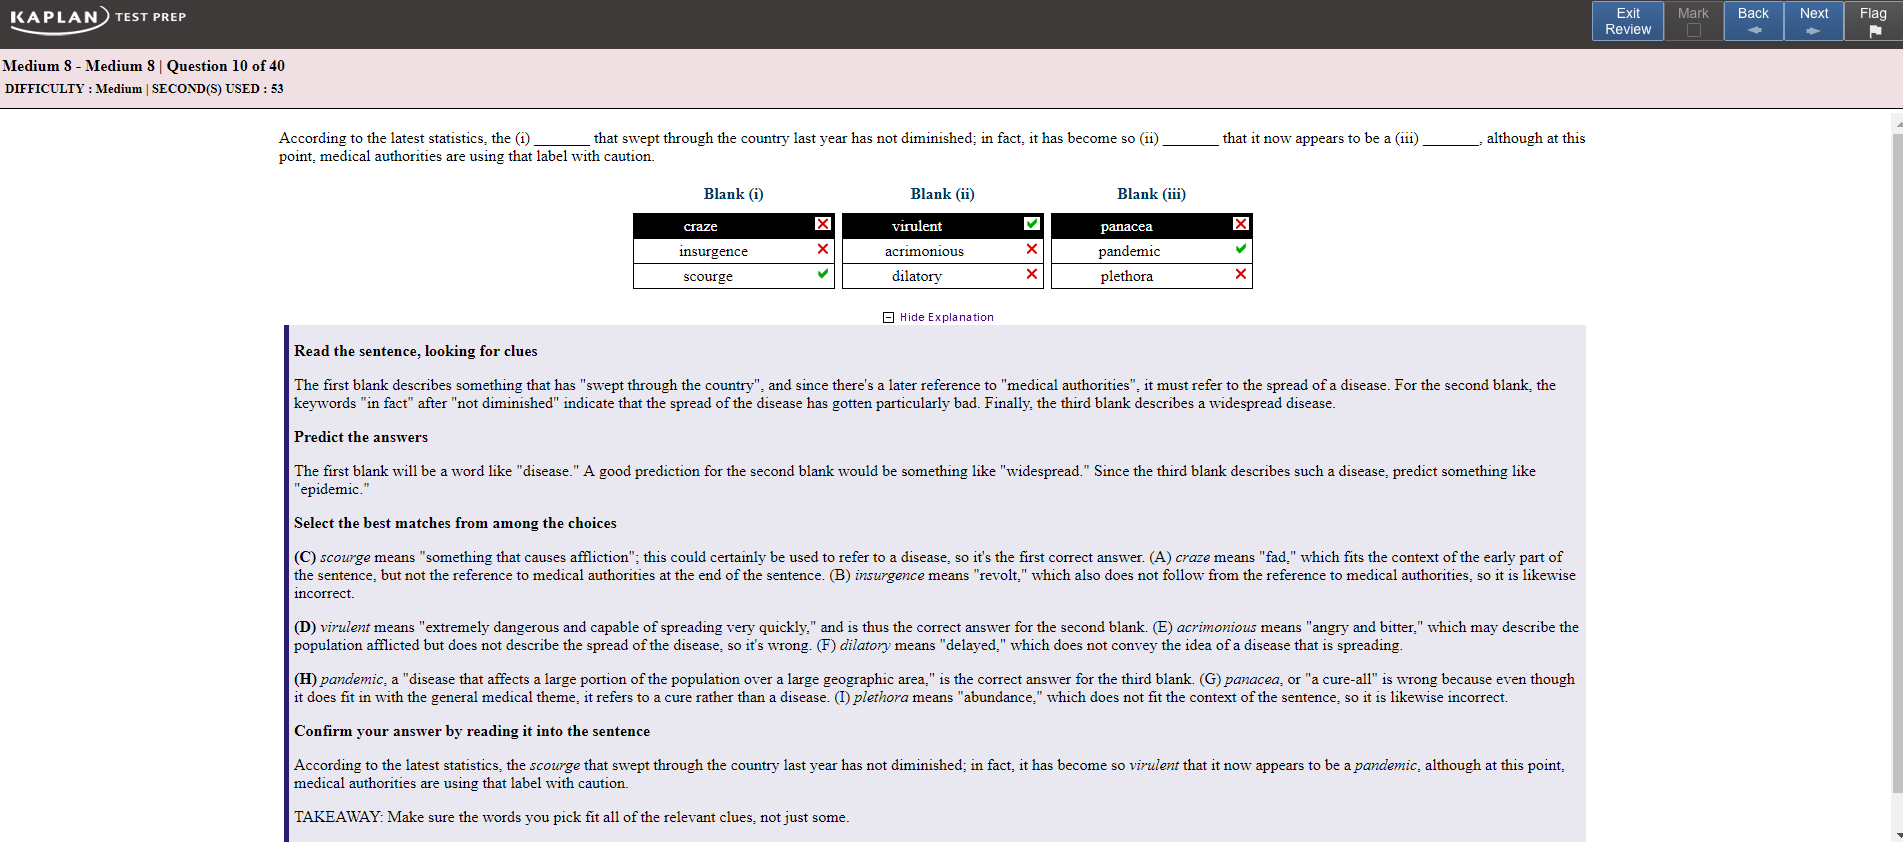 KAPLAN TEST PREP
Exit Review
Mark
Back
Next
Flag
Medium 8 - Medium 8 | Question 10 of 40
DIFFICULTY : Medium | SECOND(S) USED : 53
According to the latest statistics, the (i) _______ that swept through the country last year has not diminished; in fact, it has become so (ii) _______ that it now appears to be a (iii) _______, although at this
point, medical authorities are using that label with caution.
Blank (i) Blank (ii) Blank (iii)
craze virulent panacea
insurgence acrimonious pandemic
scourge dilatory plethora
Hide Explanation
Read the sentence, looking for clues
The first blank describes something that has "swept through the country", and since there's a later reference to "medical authorities", it must refer to the spread of a disease. For the second blank, the
keywords "in fact" after "not diminished" indicate that the spread of the disease has gotten particularly bad. Finally, the third blank describes a widespread disease.
Predict the answers
The first blank will be a word like "disease." A good prediction for the second blank would be something like "widespread." Since the third blank describes such a disease, predict something like
"epidemic."
Select the best matches from among the choices
(C) scourge means "something that causes affliction"; this could certainly be used to refer to a disease, so it's the first correct answer. (A) craze means "fad," which fits the context of the early part of
the sentence, but not the reference to medical authorities at the end of the sentence. (B) insurgence means "revolt," which also does not follow from the reference to medical authorities, so it is likewise
incorrect.
(D) virulent means "extremely dangerous and capable of spreading very quickly," and is thus the correct answer for the second blank. (E) acrimonious means "angry and bitter," which may describe the
population afflicted but does not describe the spread of the disease, so it's wrong. (F) dilatory means "delayed," which does not convey the idea of a disease that is spreading.
(H) pandemic, a "disease that affects a large portion of the population over a large geographic area," is the correct answer for the third blank. (G) panacea, or "a cure-all" is wrong because even though
it does fit in with the general medical theme, it refers to a cure rather than a disease. (I) plethora means "abundance," which does not fit the context of the sentence, so it is likewise incorrect.
Confirm your answer by reading it into the sentence
According to the latest statistics, the scourge that swept through the country last year has not diminished; in fact, it has become so virulent that it now appears to be a pandemic, although at this point,
medical authorities are using that label with caution.
TAKEAWAY: Make sure the words you pick fit all of the relevant clues, not just some.